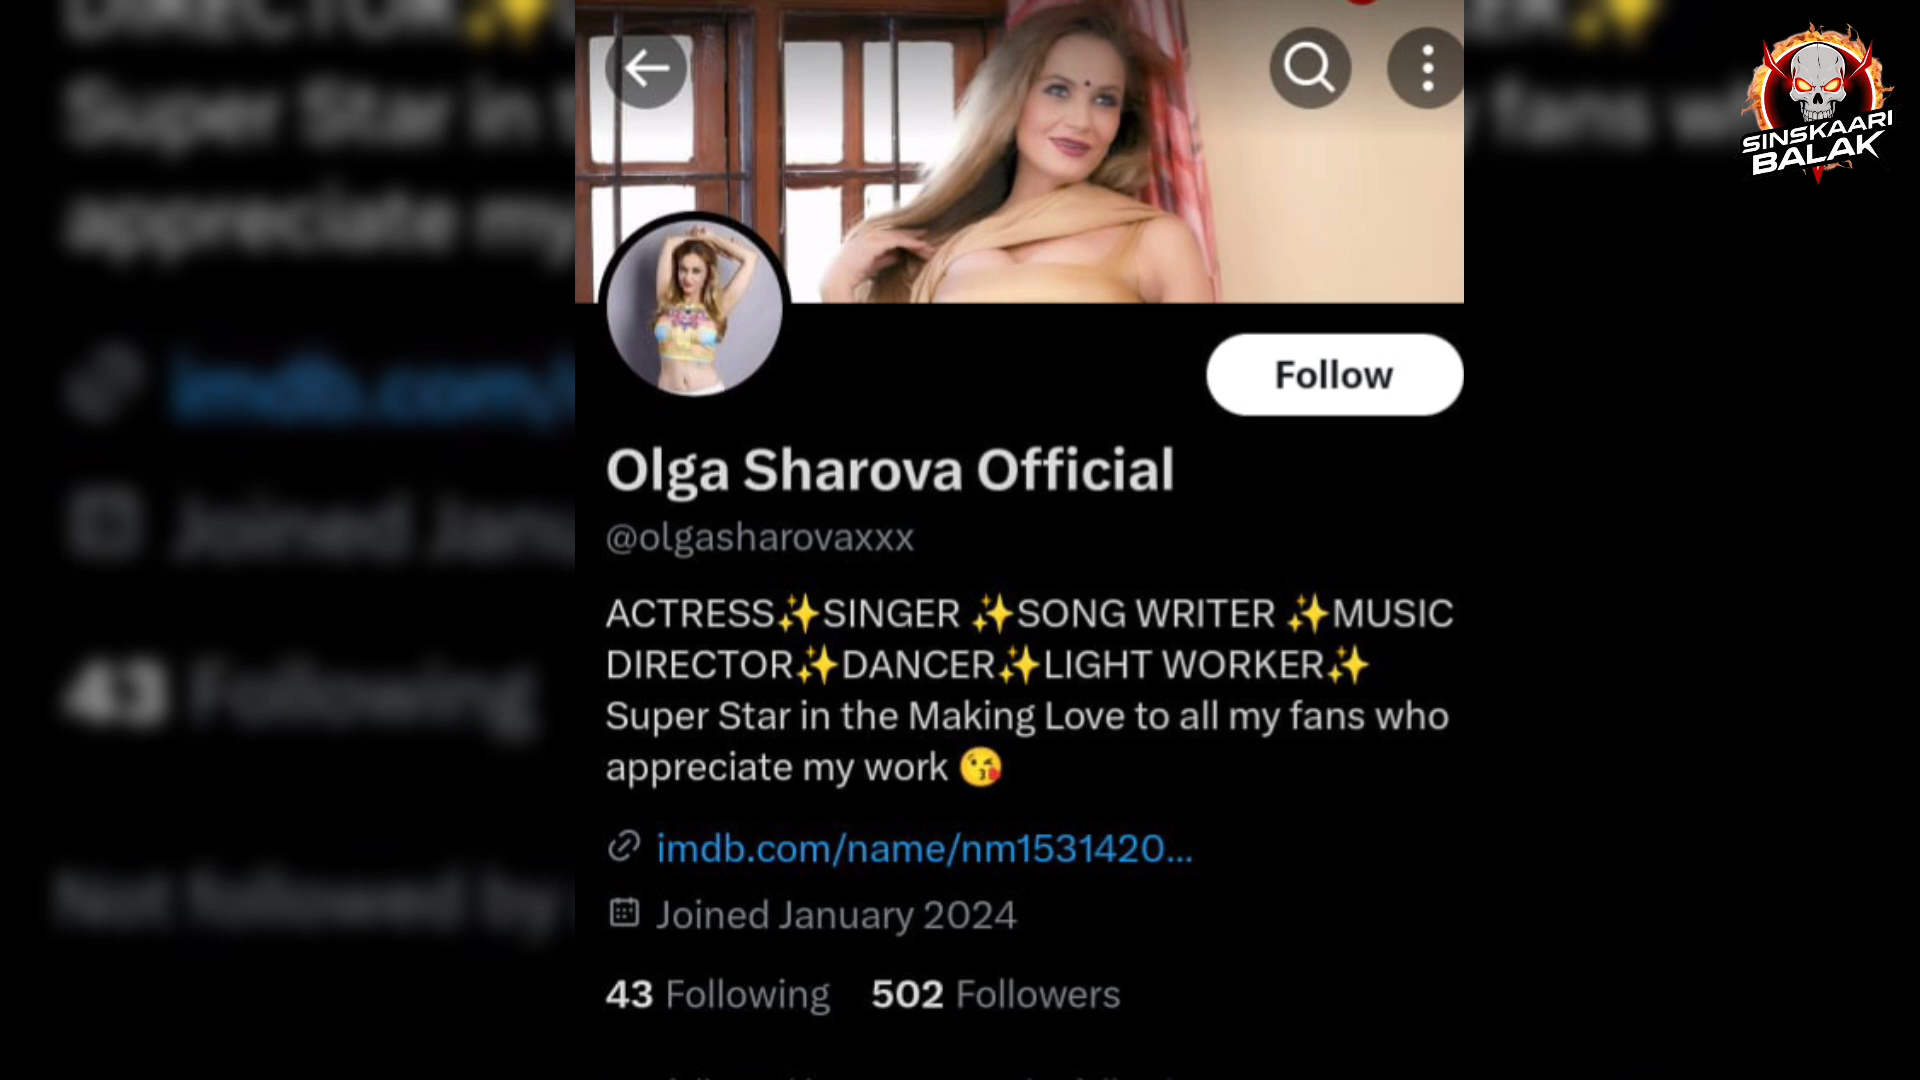 SINSKAARI
BALAK
Follow
Olga Sharova Official
@olgasharovaxxx
ACTRESS✨SINGER ✨SONG WRITER ✨MUSIC
DIRECTOR✨DANCER✨LIGHT WORKER✨
Super Star in the Making Love to all my fans who
appreciate my work 😘
imdb.com/name/nm1531420...
Joined January 2024
43 Following 502 Followers